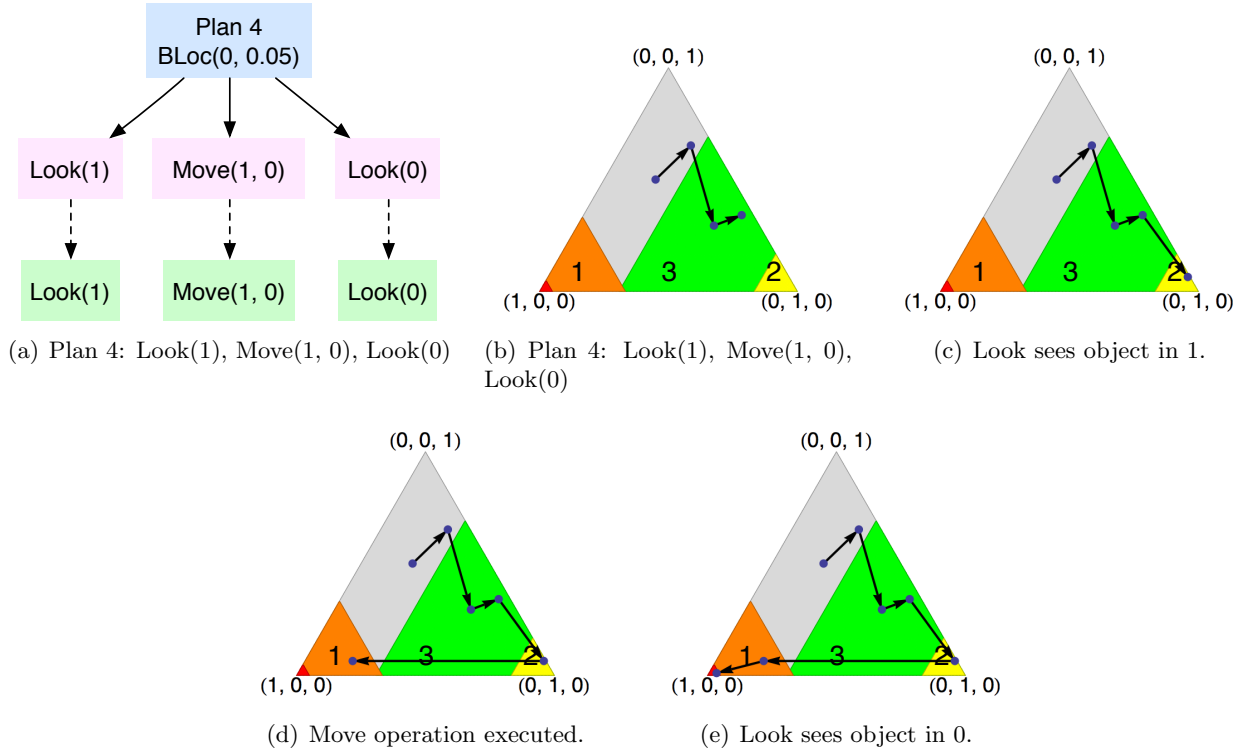 Plan 4
BLoc(0, 0.05)
Look(1)
Move(1, 0)
Look(0)
Look(1)
Move(1, 0)
Look(0)
(a) Plan 4: Look(1), Move(1, 0), Look(0)
(0, 0, 1)
1
3
2
(1, 0, 0)
(0, 1, 0)
(b) Plan 4: Look(1), Move(1, 0),
Look(0)
(0, 0, 1)
1
3
2
(1, 0, 0)
(0, 1, 0)
(c) Look sees object in 1.
(0, 0, 1)
1
3
2
(1, 0, 0)
(0, 1, 0)
(d) Move operation executed.
(0, 0, 1)
1
3
2
(1, 0, 0)
(0, 1, 0)
(e) Look sees object in 0.